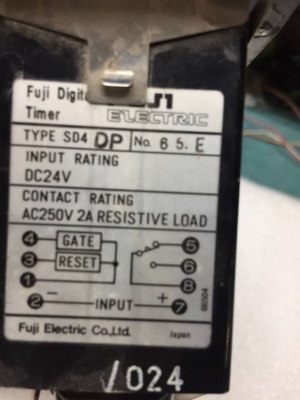 Fuji Digita
Timer
ELECTRIC
TYPE SD4 DP No. 6 5. E
INPUT RATING
DC24V
CONTACT RATING
AC250V 2A RESISTIVE LOAD
4 GATE 5
3 RESET 6
1 8
2 − INPUT + 7
Fuji Electric Co., Ltd. Japan
/024